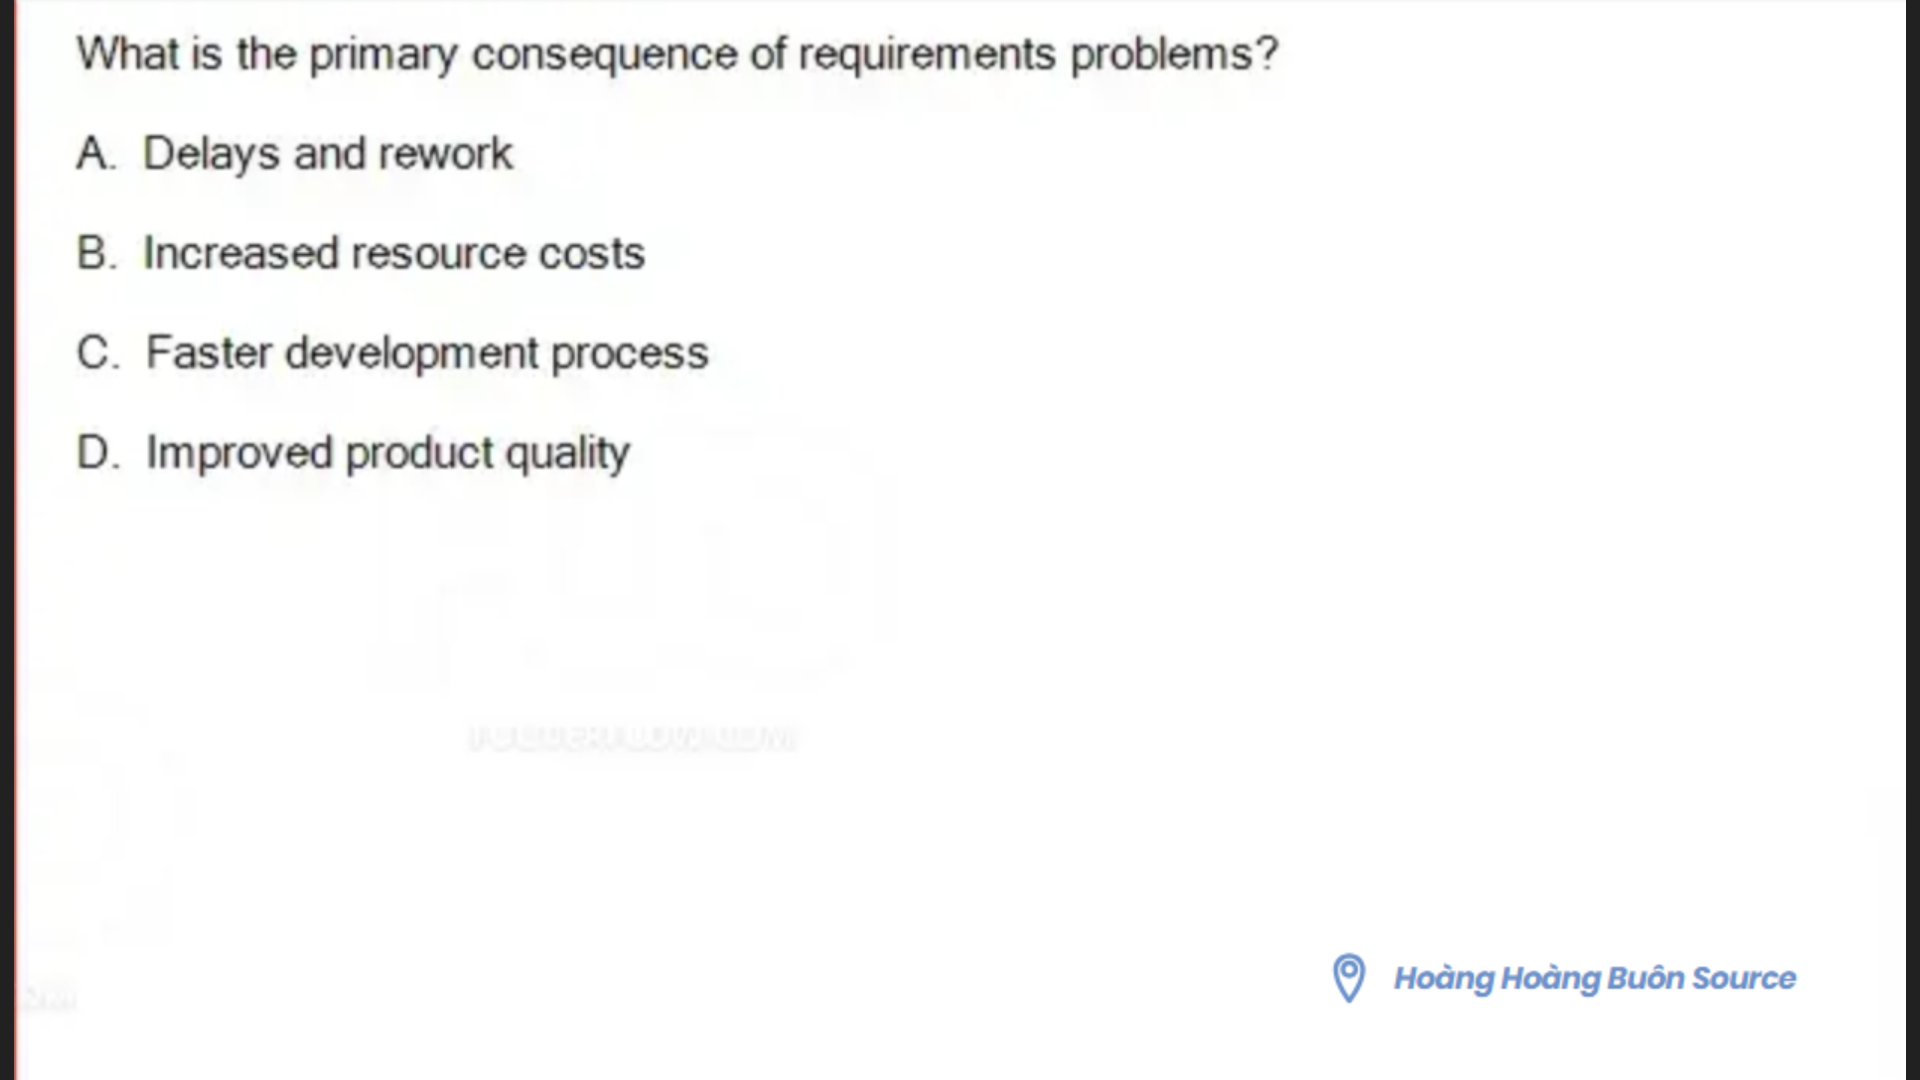 What is the primary consequence of requirements problems?
A. Delays and rework
B. Increased resource costs
C. Faster development process
D. Improved product quality
Hoàng Hoàng Buôn Source